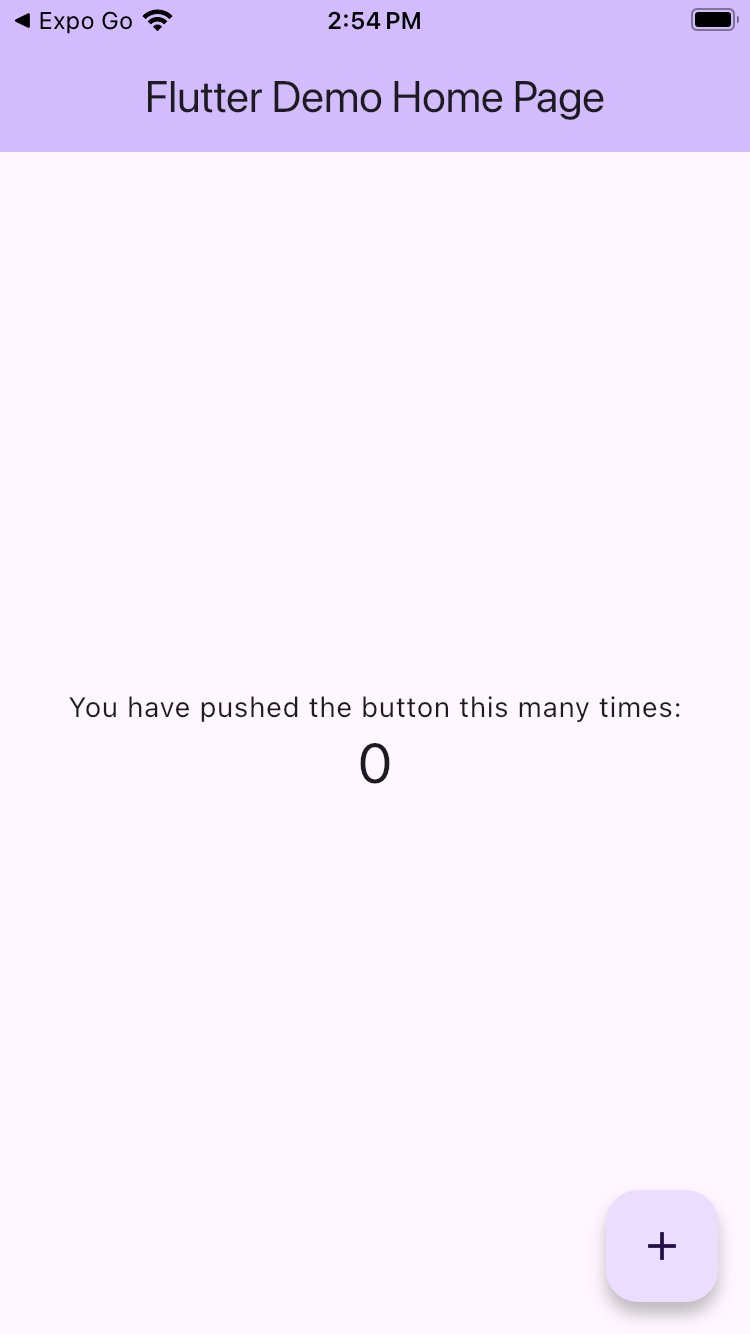 Expo Go
2:54 PM
Flutter Demo Home Page
You have pushed the button this many times:
0
+